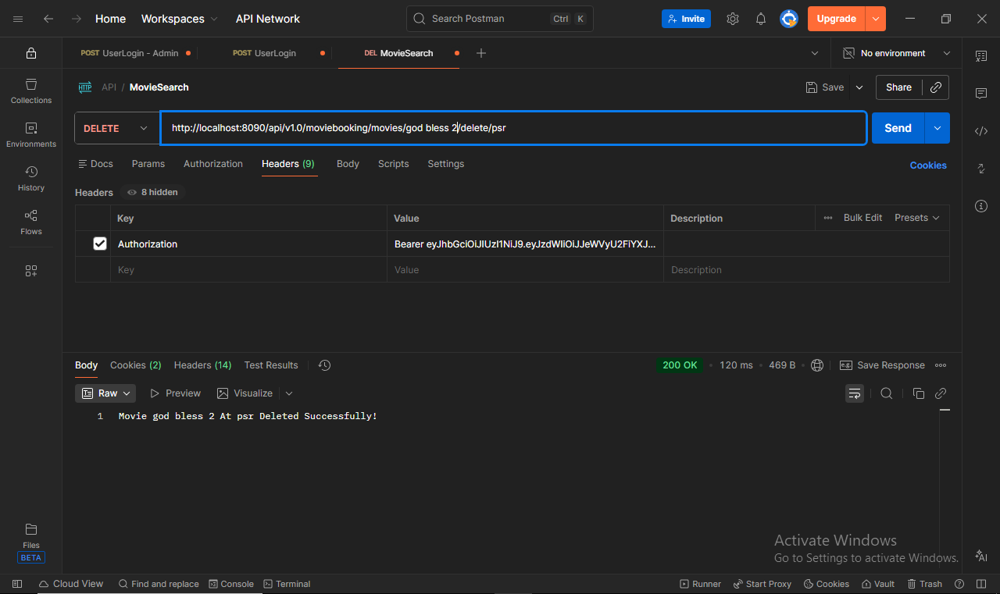 Home Workspaces API Network Search Postman Ctrl K Invite Upgrade
POST UserLogin - Admin POST UserLogin DEL MovieSearch No environment
HTTP API / MovieSearch Save Share
Collections
DELETE http://localhost:8090/api/v1.0/moviebooking/movies/god bless 2/delete/psr Send
Environments
Docs Params Authorization Headers (9) Body Scripts Settings Cookies
History
Headers 8 hidden
Key Value Description Bulk Edit Presets
Flows
Authorization Bearer eyJhbGciOiJIUzI1NiJ9.eyJzdWIiOiJJeWVyU2FiYXJ...
Key Value Description
Body Cookies (2) Headers (14) Test Results 200 OK 120 ms 469 B e.g. Save Response
Raw Preview Visualize
1 Movie god bless 2 At psr Deleted Successfully!
Files
BETA
Activate Windows
Go to Settings to activate Windows.
AI
Cloud View Find and replace Console Terminal Runner Start Proxy Cookies Vault Trash